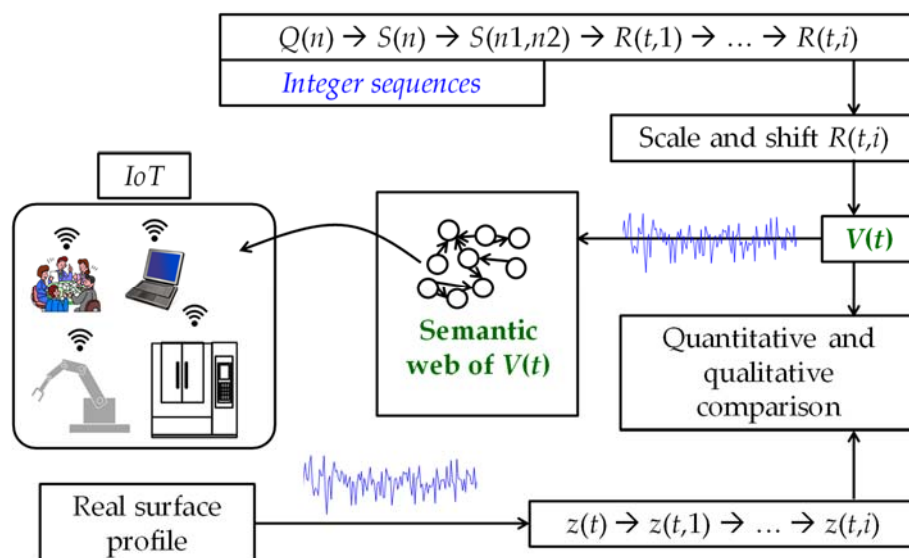 Q(n) → S(n) → S(n1,n2) → R(t,1) → … → R(t,i)
Integer sequences
Scale and shift R(t,i)
IoT
V(t)
Semantic
web of V(t)
Quantitative and
qualitative
comparison
Real surface
profile
z(t) → z(t,1) → … → z(t,i)